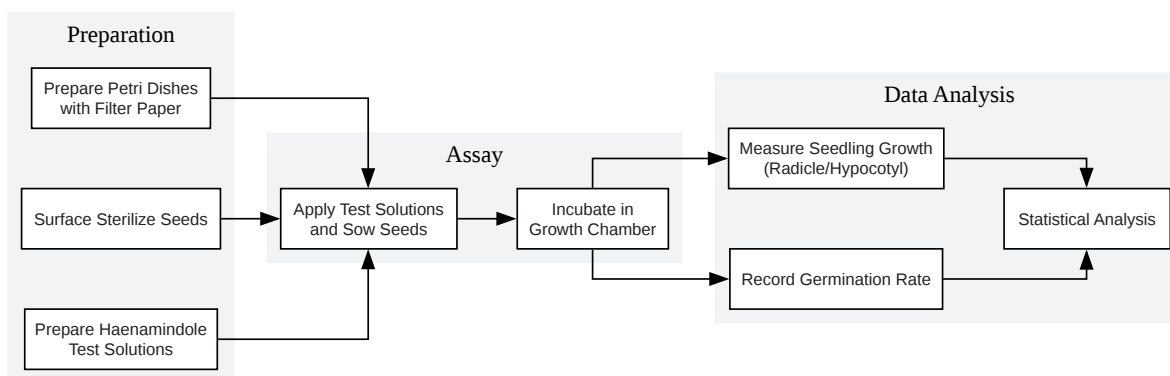 Preparation
Prepare Petri Dishes
with Filter Paper
Surface Sterilize Seeds
Prepare Haenamindole
Test Solutions
Assay
Apply Test Solutions
and Sow Seeds
Incubate in
Growth Chamber
Data Analysis
Measure Seedling Growth
(Radicle/Hypocotyl)
Record Germination Rate
Statistical Analysis